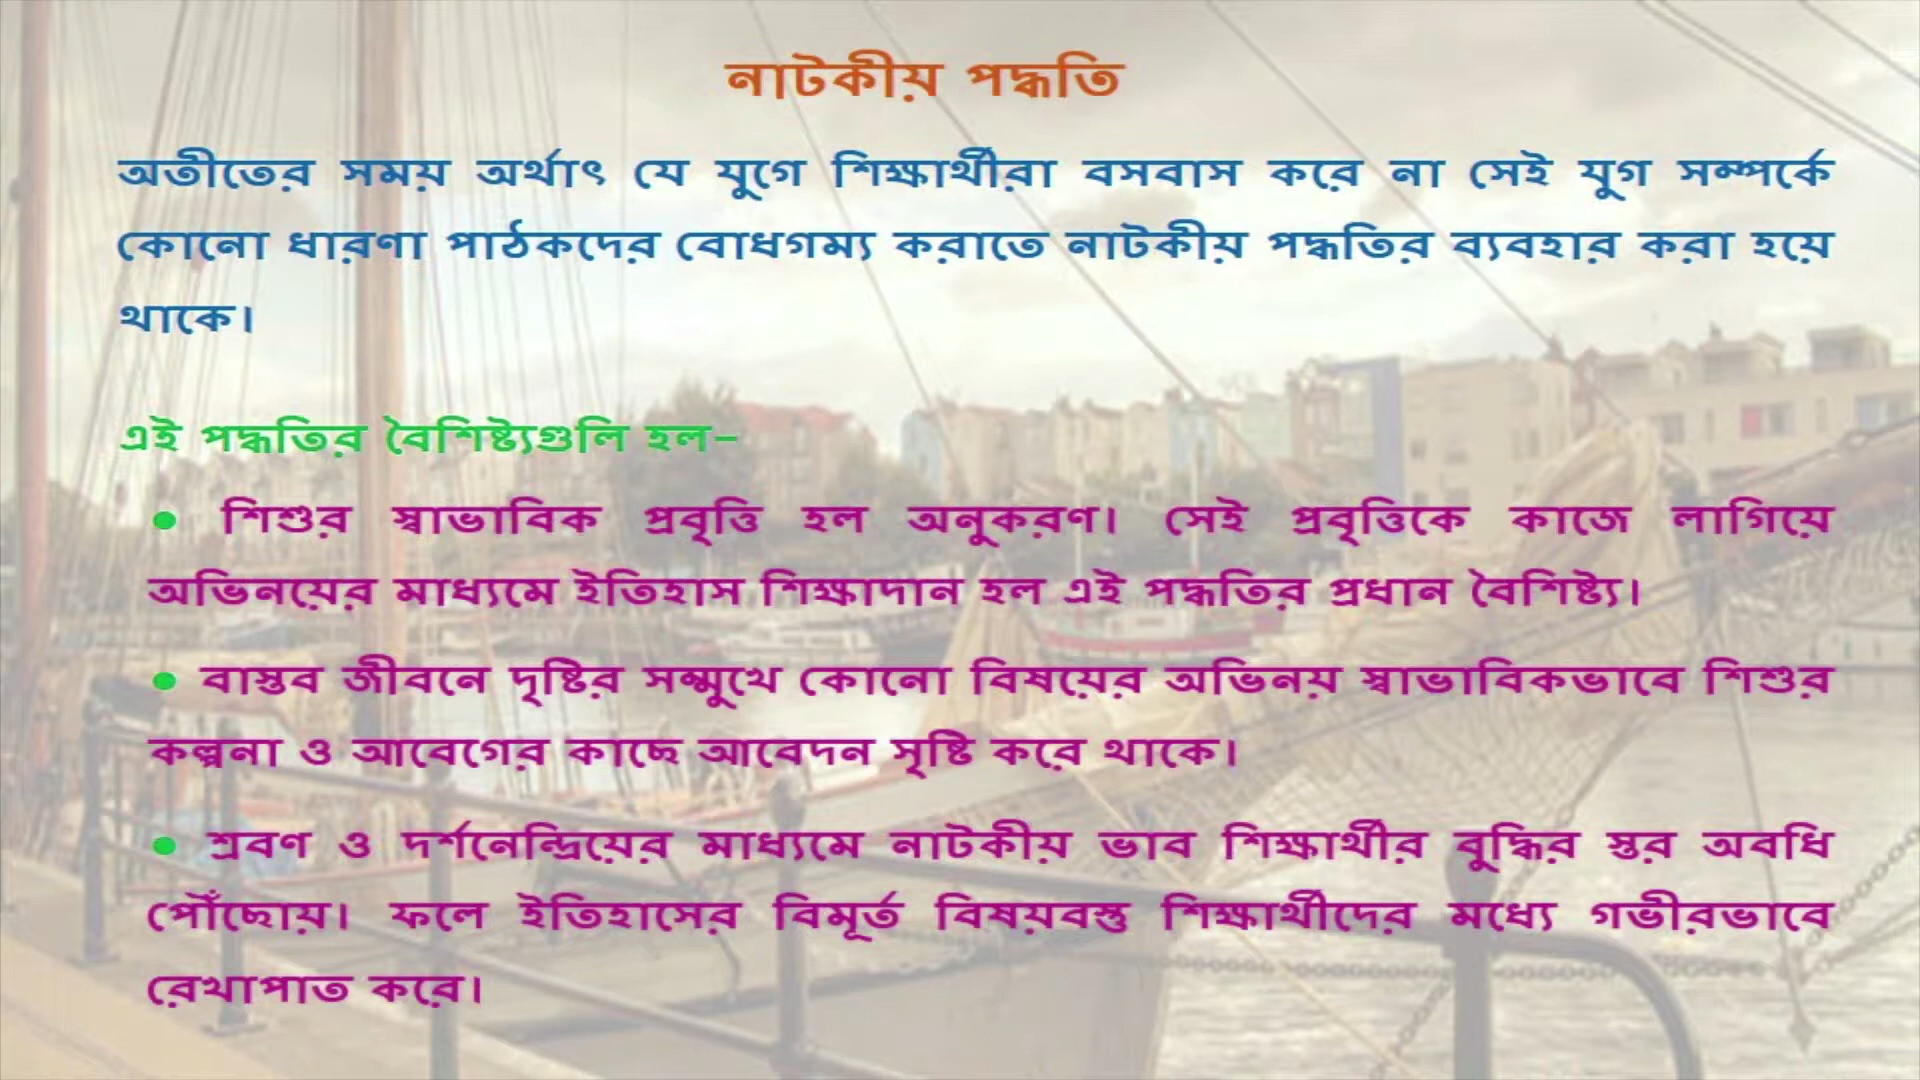 নাটকীয় পদ্ধতি
অতীতের সময় অর্থাৎ যে যুগে শিক্ষার্থীরা বসবাস করে না সেই যুগ সম্পর্কে
কোনো ধারণা পাঠকদের বোধগম্য করাতে নাটকীয় পদ্ধতির ব্যবহার করা হয়ে
থাকে।
এই পদ্ধতির বৈশিষ্ট্যগুলি হল–
● শিশুর স্বাভাবিক প্রবৃত্তি হল অনুকরণ। সেই প্রবৃত্তিকে কাজে লাগিয়ে
অভিনয়ের মাধ্যমে ইতিহাস শিক্ষাদান হল এই পদ্ধতির প্রধান বৈশিষ্ট্য।
● বাস্তব জীবনে দৃষ্টির সম্মুখে কোনো বিষয়ের অভিনয় স্বাভাবিকভাবে শিশুর
কল্পনা ও আবেগের কাছে আবেদন সৃষ্টি করে থাকে।
● শ্রবণ ও দর্শনেন্দ্রিয়ের মাধ্যমে নাটকীয় ভাব শিক্ষার্থীর বুদ্ধির স্তর অবধি
পৌঁছোয়। ফলে ইতিহাসের বিমূর্ত বিষয়বস্তু শিক্ষার্থীদের মধ্যে গভীরভাবে
রেখাপাত করে।